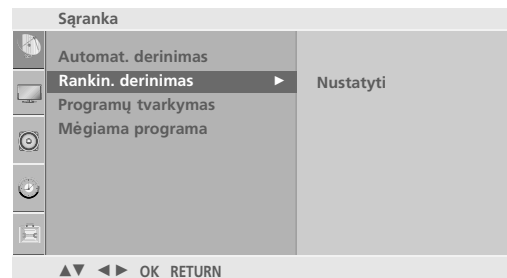 Sąranka
Automat. derinimas
Rankin. derinimas ► Nustatyti
Programų tvarkymas
Mėgiama programa
▲▼ ◄► OK RETURN